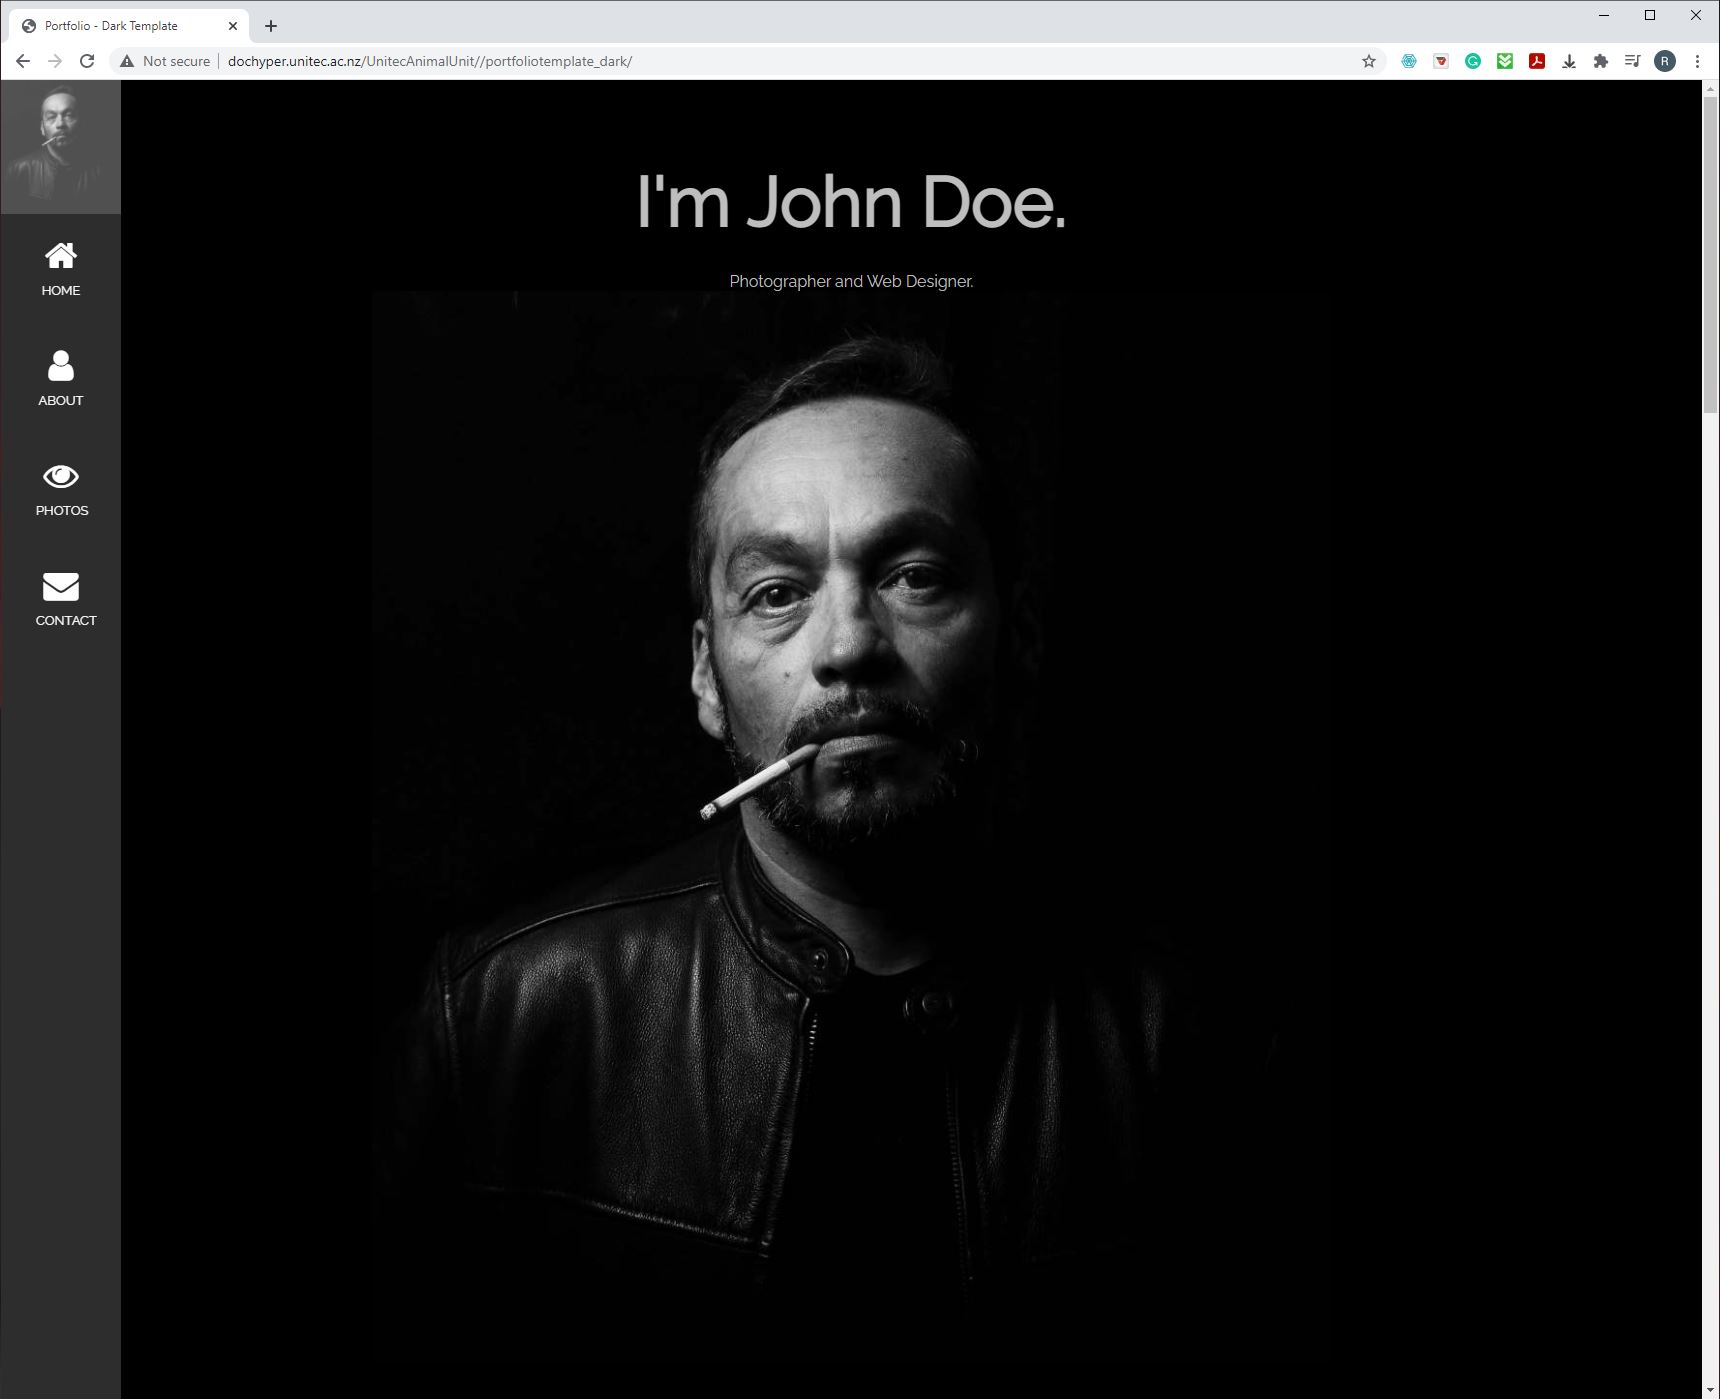 Portfolio - Dark Template
Not secure
dochyper.unitec.ac.nz/UnitecAnimalUnit//portfoliotemplate_dark/
R
I'm John Doe.
Photographer and Web Designer.
HOME
ABOUT
PHOTOS
CONTACT